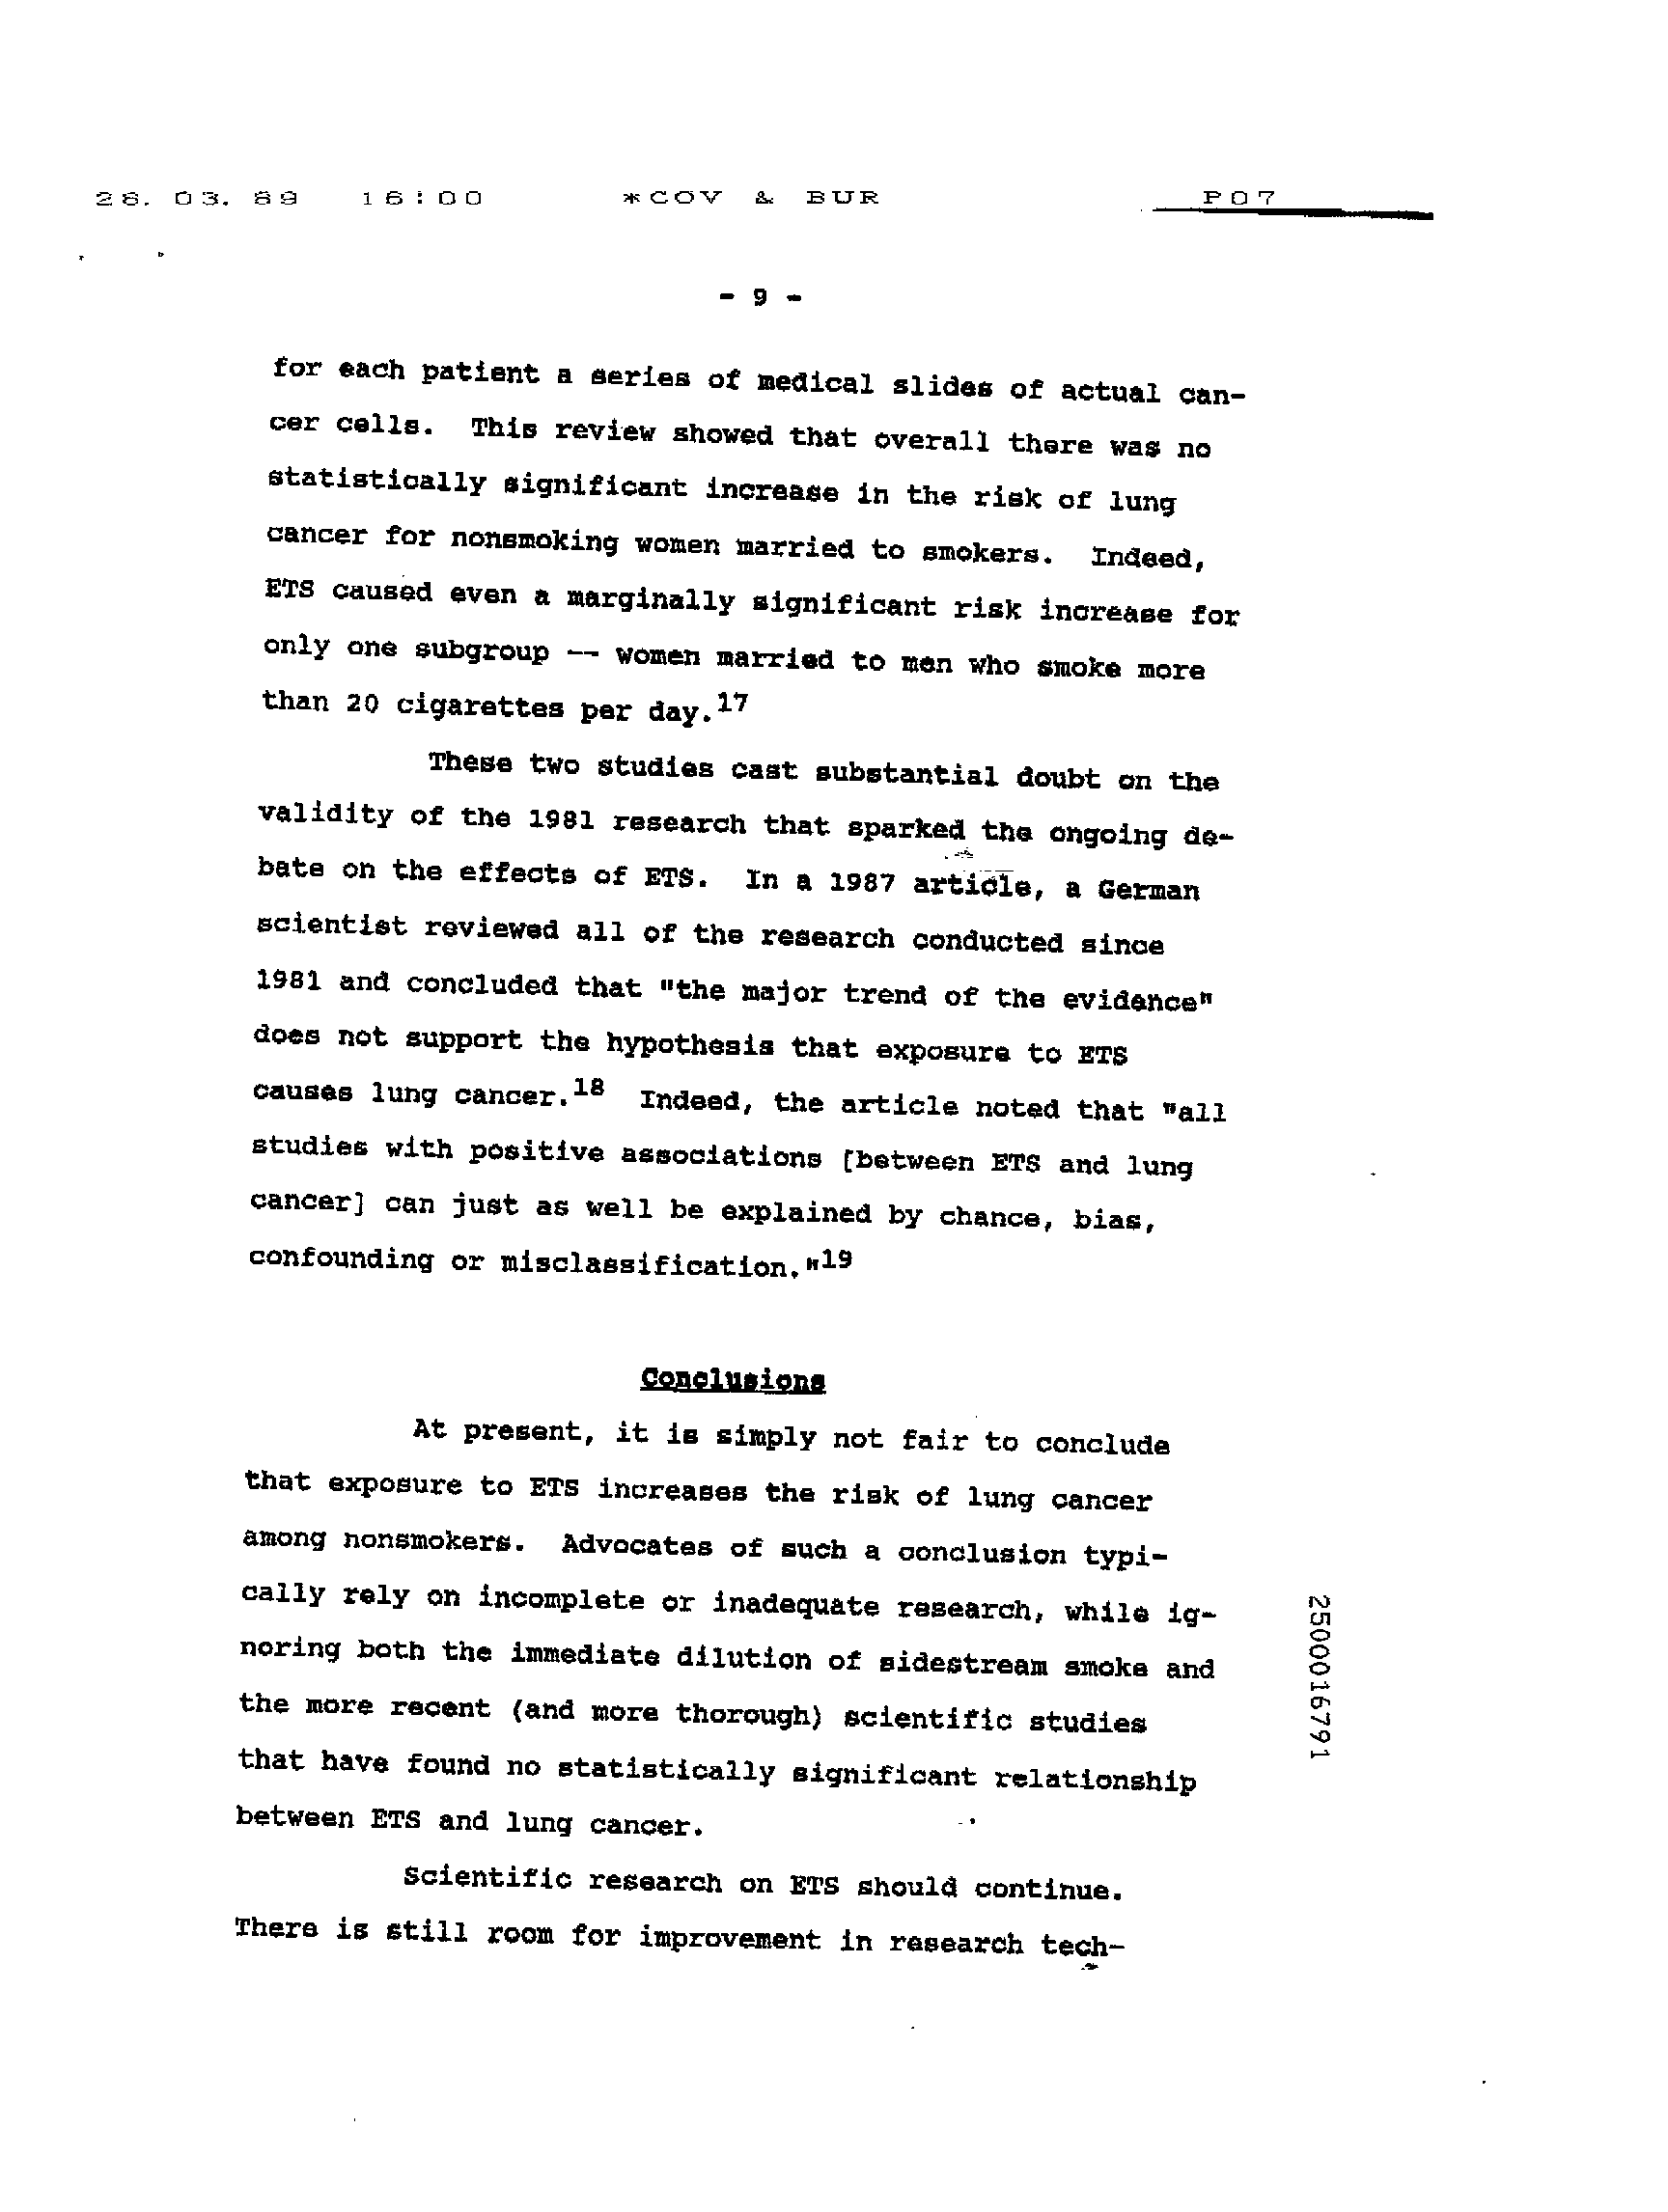 28.03.89 16:00 *COV & BUR P07
- 9 -
for each patient a series of medical slides of actual can-
cer cells. This review showed that overall there was no
statistically significant increase in the risk of lung
cancer for nonsmoking women married to smokers. Indeed,
ETS caused even a marginally significant risk increase for
only one subgroup -- women married to men who smoke more
than 20 cigarettes per day.17
These two studies cast substantial doubt on the
validity of the 1981 research that sparked the ongoing de-
bate on the effects of ETS. In a 1987 article, a German
scientist reviewed all of the research conducted since
1981 and concluded that "the major trend of the evidence"
does not support the hypothesis that exposure to ETS
causes lung cancer.18 Indeed, the article noted that "all
studies with positive associations [between ETS and lung
cancer] can just as well be explained by chance, bias,
confounding or misclassification."19
Conclusions
At present, it is simply not fair to conclude
that exposure to ETS increases the risk of lung cancer
among nonsmokers. Advocates of such a conclusion typi-
cally rely on incomplete or inadequate research, while ig-
noring both the immediate dilution of sidestream smoke and
the more recent (and more thorough) scientific studies
that have found no statistically significant relationship
between ETS and lung cancer.
Scientific research on ETS should continue.
There is still room for improvement in research tech-
2500016791